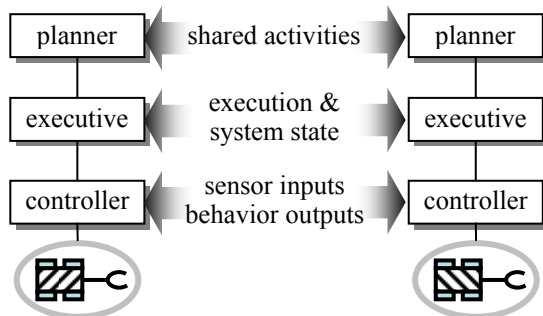 planner
shared activities
planner
executive
execution &
system state
executive
controller
sensor inputs
behavior outputs
controller